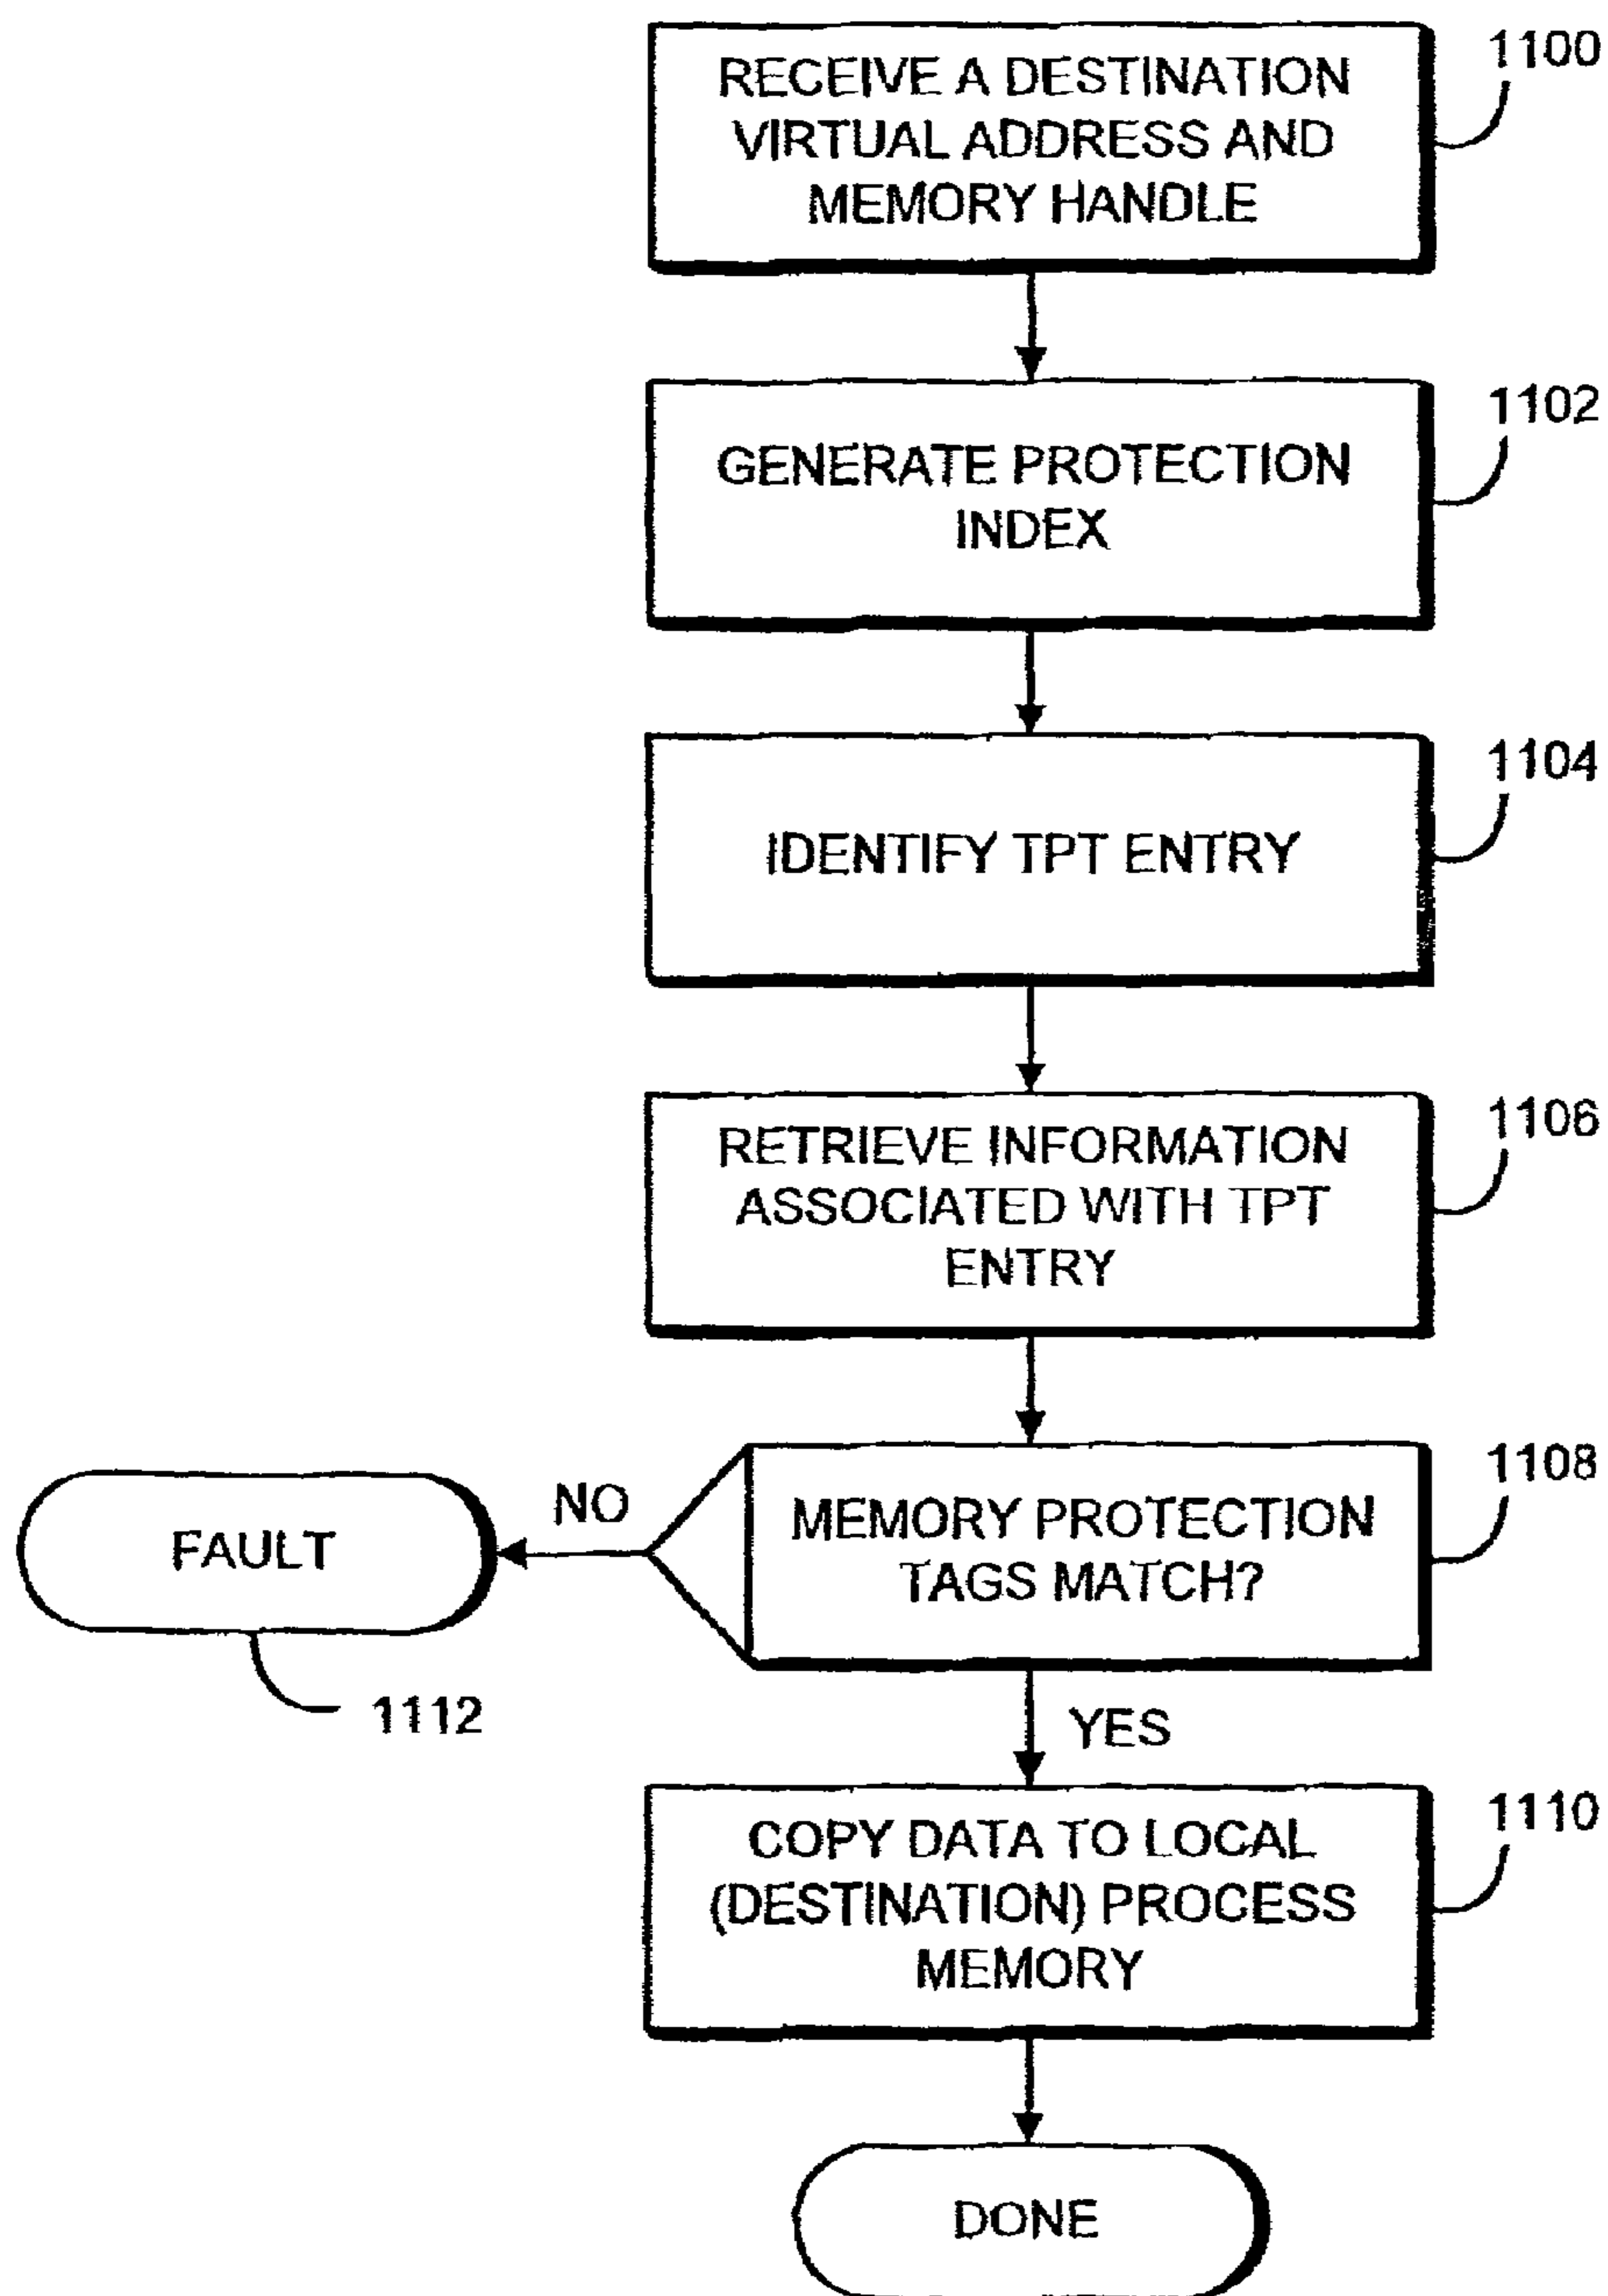 RECEIVE A DESTINATION
VIRTUAL ADDRESS AND
MEMORY HANDLE
1100
GENERATE PROTECTION
INDEX
1102
IDENTIFY TPT ENTRY
1104
RETRIEVE INFORMATION
ASSOCIATED WITH TPT
ENTRY
1106
MEMORY PROTECTION
TAGS MATCH?
1108
NO
FAULT
1112
YES
COPY DATA TO LOCAL
(DESTINATION) PROCESS
MEMORY
1110
DONE